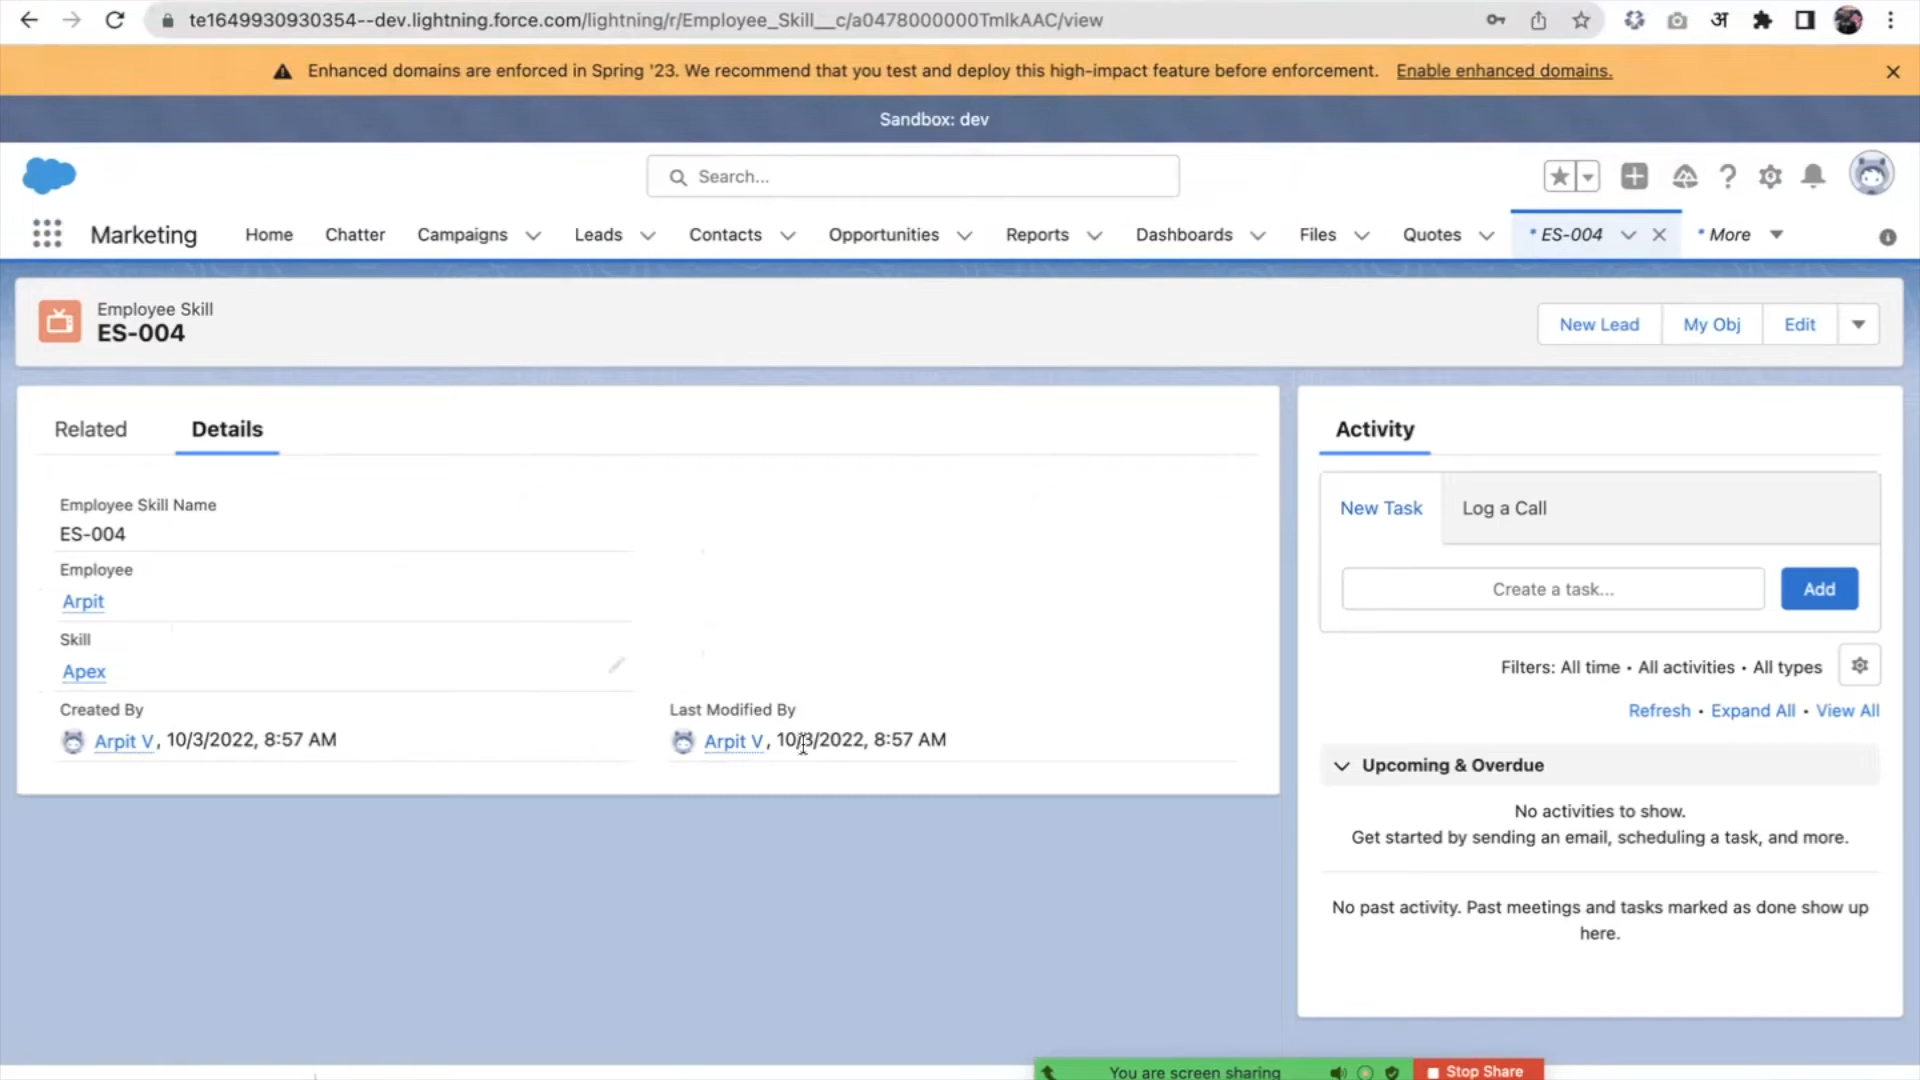 te1649930930354--dev.lightning.force.com/lightning/r/Employee_Skill__c/a0478000000TmlkAAC/view
अ
Enhanced domains are enforced in Spring '23. We recommend that you test and deploy this high-impact feature before enforcement. Enable enhanced domains.
Sandbox: dev
Search...
Marketing Home Chatter Campaigns Leads Contacts Opportunities Reports Dashboards Files Quotes * ES-004 * More
Employee Skill
ES-004
New Lead My Obj Edit
Related Details
Employee Skill Name
ES-004
Employee
Arpit
Skill
Apex
Created By
Arpit V, 10/3/2022, 8:57 AM
Last Modified By
Arpit V, 10/3/2022, 8:57 AM
Activity
New Task Log a Call
Create a task... Add
Filters: All time • All activities • All types
Refresh • Expand All • View All
Upcoming & Overdue
No activities to show.
Get started by sending an email, scheduling a task, and more.
No past activity. Past meetings and tasks marked as done show up
here.
You are screen sharing Stop Share